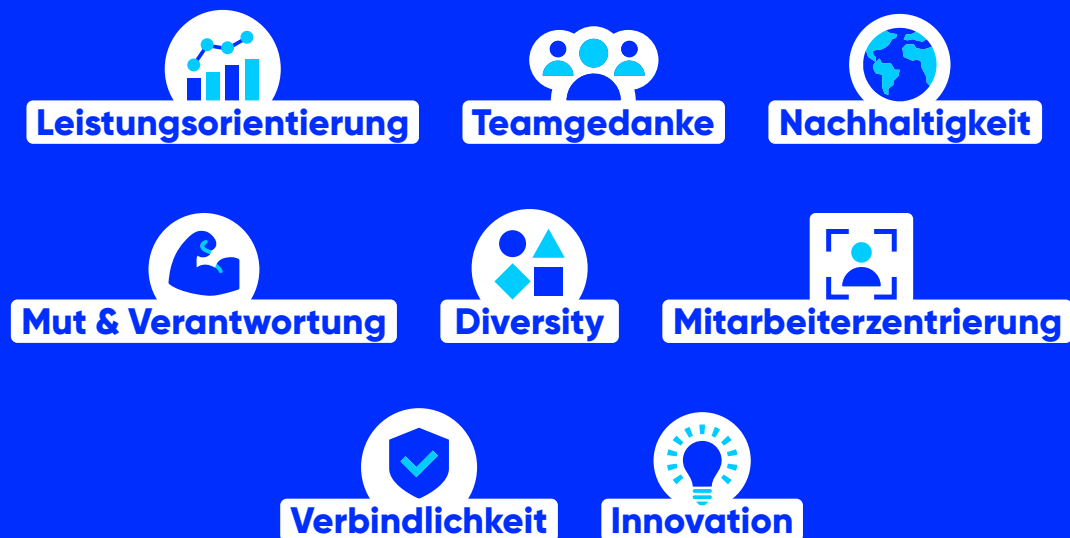 Leistungsorientierung
Teamgedanke
Nachhaltigkeit
Mut & Verantwortung
Diversity
Mitarbeiterzentrierung
Verbindlichkeit
Innovation